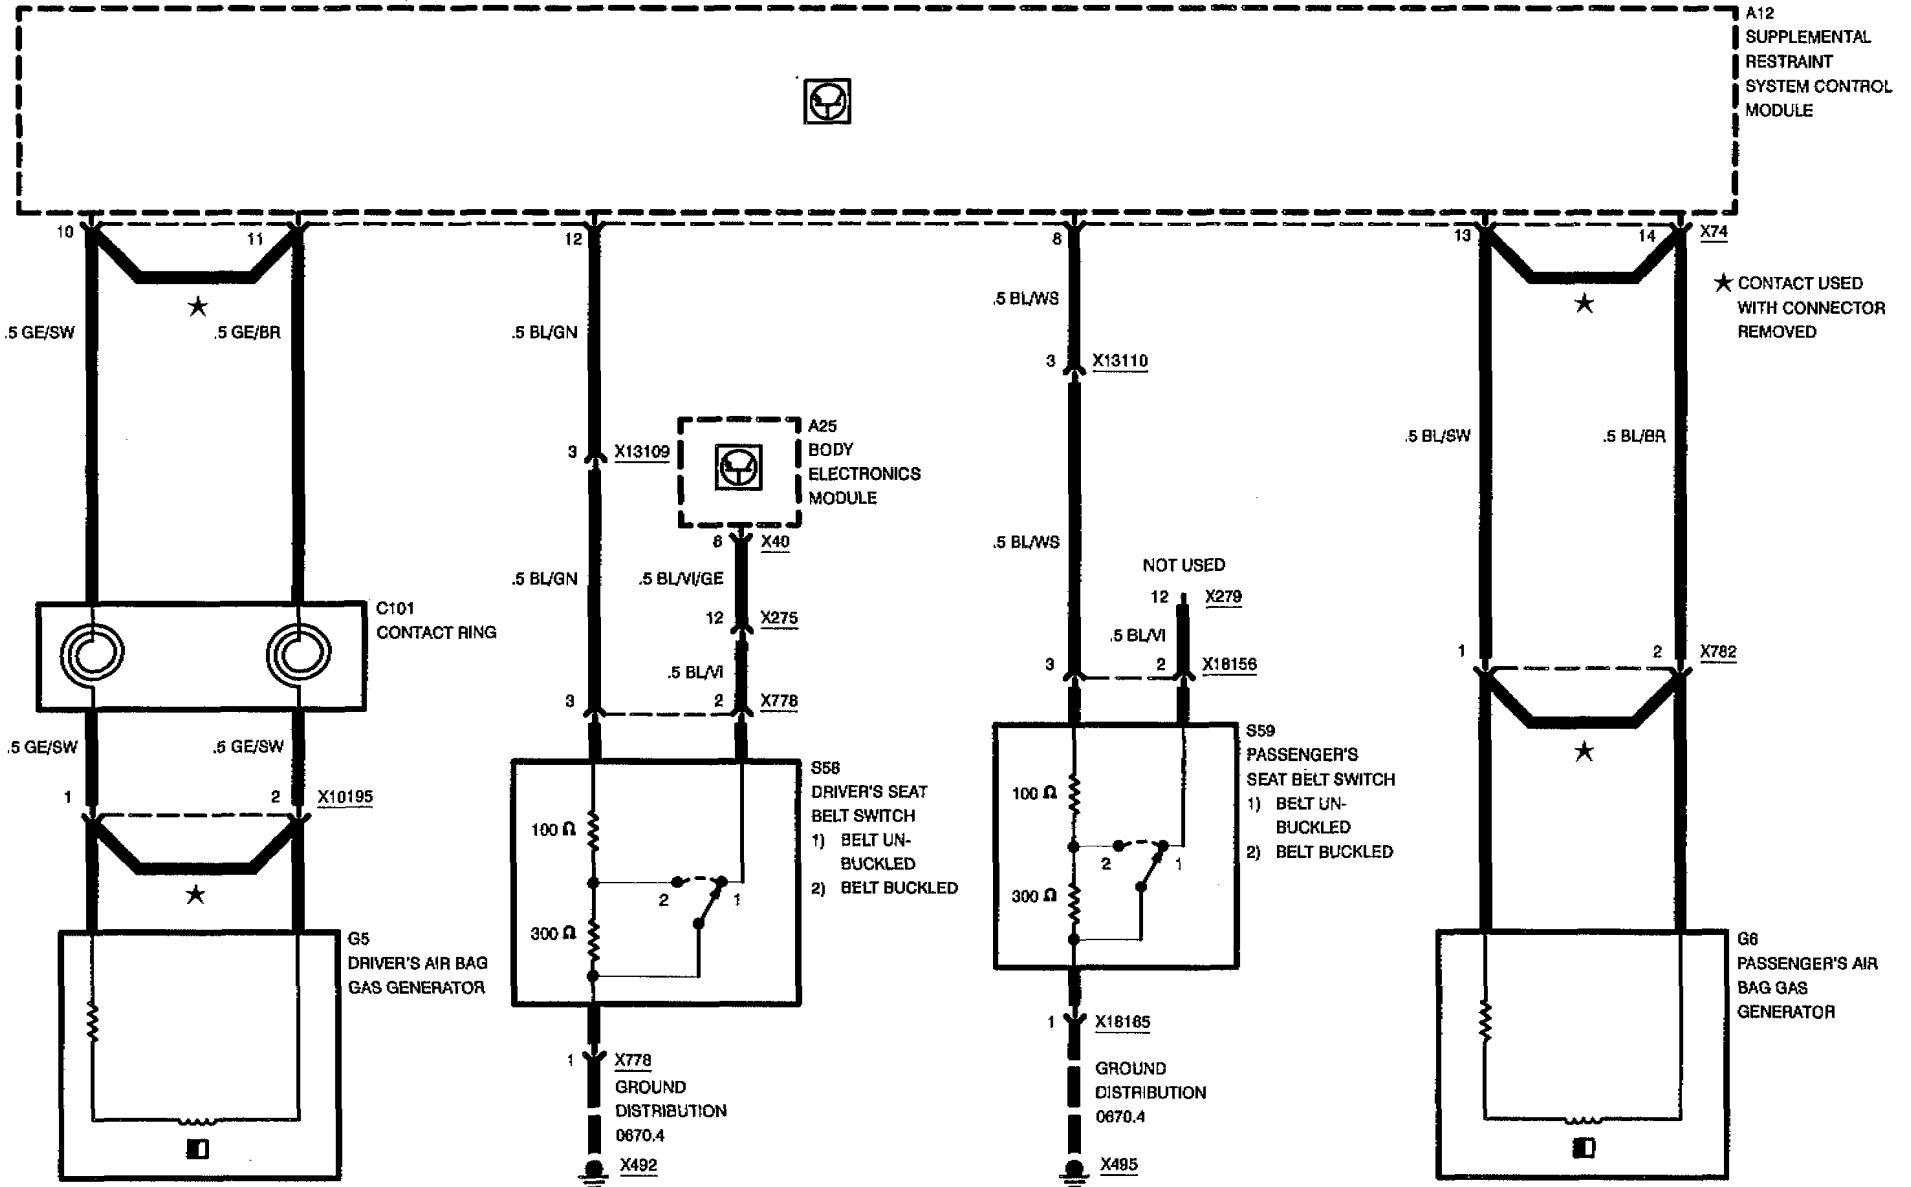 A12
SUPPLEMENTAL
RESTRAINT
SYSTEM CONTROL
MODULE
10
11
12
8
13
14
X74
★ CONTACT USED
WITH CONNECTOR
REMOVED
★
★
.5 GE/SW
.5 GE/BR
.5 BL/GN
.5 BL/WS
3
X13110
.5 BL/SW
.5 BL/BR
3
X13109
A25
BODY
ELECTRONICS
MODULE
6
X40
.5 BL/GN
.5 BL/VI/GE
.5 BL/WS
NOT USED
12
X279
12
X275
.5 BL/VI
C101
CONTACT RING
.5 BL/VI
3
2
X18156
1
2
X782
3
2
X778
.5 GE/SW
.5 GE/SW
★
1
2
X10195
S58
DRIVER'S SEAT
BELT SWITCH
1) BELT UN-
BUCKLED
2) BELT BUCKLED
100 Ω
2
1
300 Ω
S59
PASSENGER'S
SEAT BELT SWITCH
1) BELT UN-
BUCKLED
2) BELT BUCKLED
100 Ω
2
1
300 Ω
★
G5
DRIVER'S AIR BAG
GAS GENERATOR
G6
PASSENGER'S AIR
BAG GAS
GENERATOR
1
X778
GROUND
DISTRIBUTION
0670.4
X492
1
X18165
GROUND
DISTRIBUTION
0670.4
X495